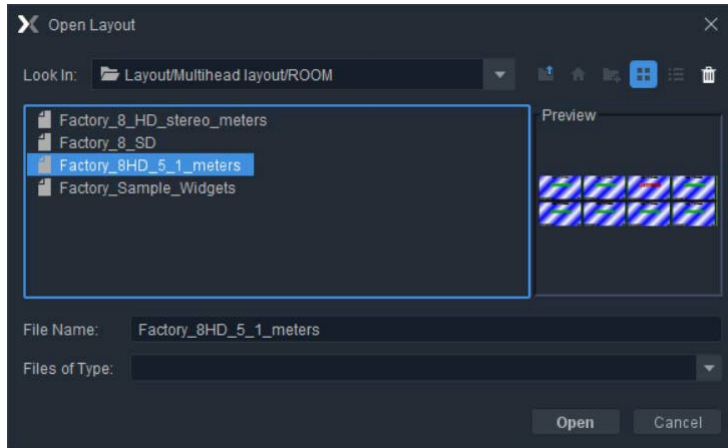 Open Layout
Look In: Layout/Multihead layout/ROOM
Factory_8_HD_stereo_meters
Factory_8_SD
Factory_8HD_5_1_meters
Factory_Sample_Widgets
Preview
File Name: Factory_8HD_5_1_meters
Files of Type:
Open Cancel